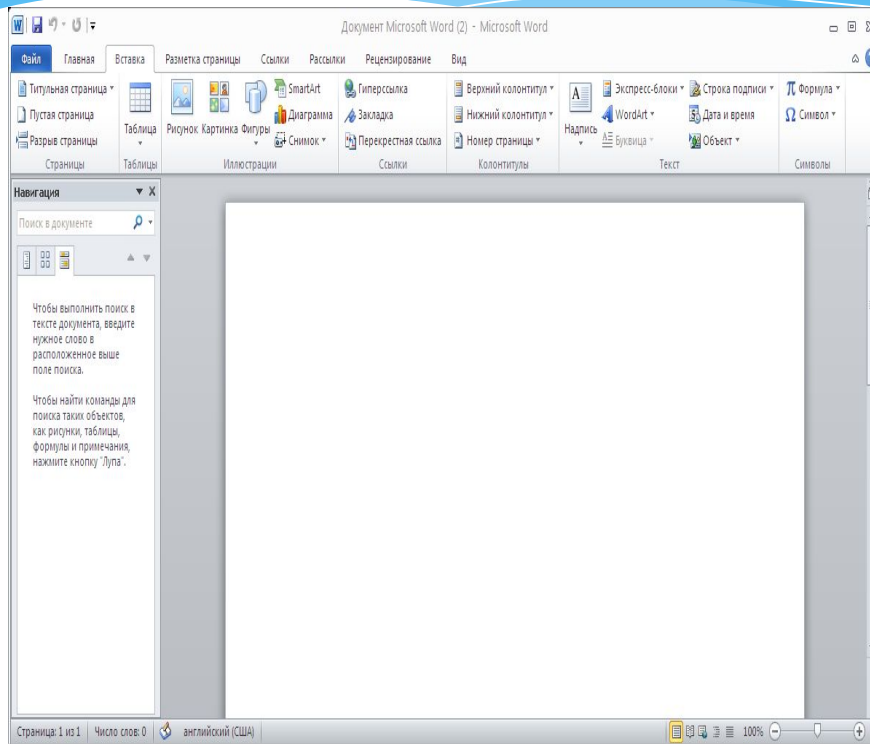 Документ Microsoft Word (2) - Microsoft Word
Файл Главная Вставка Разметка страницы Ссылки Рассылки Рецензирование Вид
Титульная страница
Пустая страница
Разрыв страницы
Страницы
Таблица
Таблицы
Рисунок Картинка Фигуры
SmartArt
Диаграмма
Снимок
Иллюстрации
Гиперссылка
Закладка
Перекрестная ссылка
Ссылки
Верхний колонтитул
Нижний колонтитул
Номер страницы
Колонтитулы
Надпись
Экспресс-блоки
WordArt
Буквица
Строка подписи
Дата и время
Объект
Текст
π Формула
Ω Символ
Символы
Навигация
Поиск в документе
Чтобы выполнить поиск в
тексте документа, введите
нужное слово в
расположенное выше
поле поиска.
Чтобы найти команды для
поиска таких объектов,
как рисунки, таблицы,
формулы и примечания,
нажмите кнопку "Лупа".
Страница: 1 из 1 Число слов: 0 английский (США) 100%